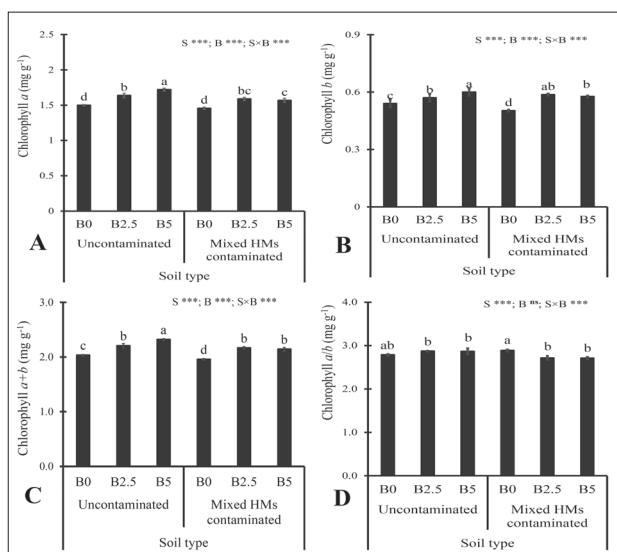 S ***; B ***; S×B ***
Chlorophyll a (mg g-1)
2.5
2
1.5
1
0.5
0
d b a d bc c
B0 B2.5 B5 B0 B2.5 B5
Uncontaminated Mixed HMs
contaminated
Soil type
A
S ***; B ***; S×B ***
Chlorophyll b (mg g-1)
0.9
0.6
0.3
0
c b a d ab b
B0 B2.5 B5 B0 B2.5 B5
Uncontaminated Mixed HMs
contaminated
Soil type
B
S ***; B ***; S×B ***
Chlorophyll a+b (mg g-1)
3.0
2.0
1.0
0.0
c b a d b b
B0 B2.5 B5 B0 B2.5 B5
Uncontaminated Mixed HMs
contaminated
Soil type
C
S ***; B ns; S×B ***
Chlorophyll a/b (mg g-1)
4.0
3.0
2.0
1.0
0.0
ab b b a b b
B0 B2.5 B5 B0 B2.5 B5
Uncontaminated Mixed HMs
contaminated
Soil type
D